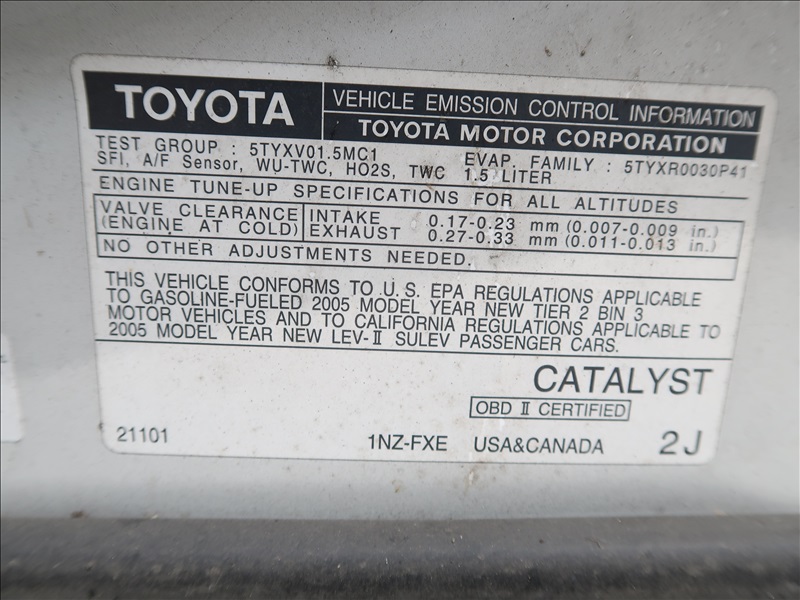 TOYOTA
VEHICLE EMISSION CONTROL INFORMATION
TOYOTA MOTOR CORPORATION
TEST GROUP : 5TYXV01.5MC1 EVAP. FAMILY : 5TYXR0030P41
SFI, A/F Sensor, WU-TWC, HO2S, TWC 1.5 LITER
ENGINE TUNE-UP SPECIFICATIONS FOR ALL ALTITUDES
VALVE CLEARANCE INTAKE 0.17-0.23 mm (0.007-0.009 in.)
(ENGINE AT COLD) EXHAUST 0.27-0.33 mm (0.011-0.013 in.)
NO OTHER ADJUSTMENTS NEEDED.
THIS VEHICLE CONFORMS TO U.S. EPA REGULATIONS APPLICABLE
TO GASOLINE-FUELED 2005 MODEL YEAR NEW TIER 2 BIN 3
MOTOR VEHICLES AND TO CALIFORNIA REGULATIONS APPLICABLE TO
2005 MODEL YEAR NEW LEV-II SULEV PASSENGER CARS.
CATALYST
OBD II CERTIFIED
21101 1NZ-FXE USA&CANADA 2J